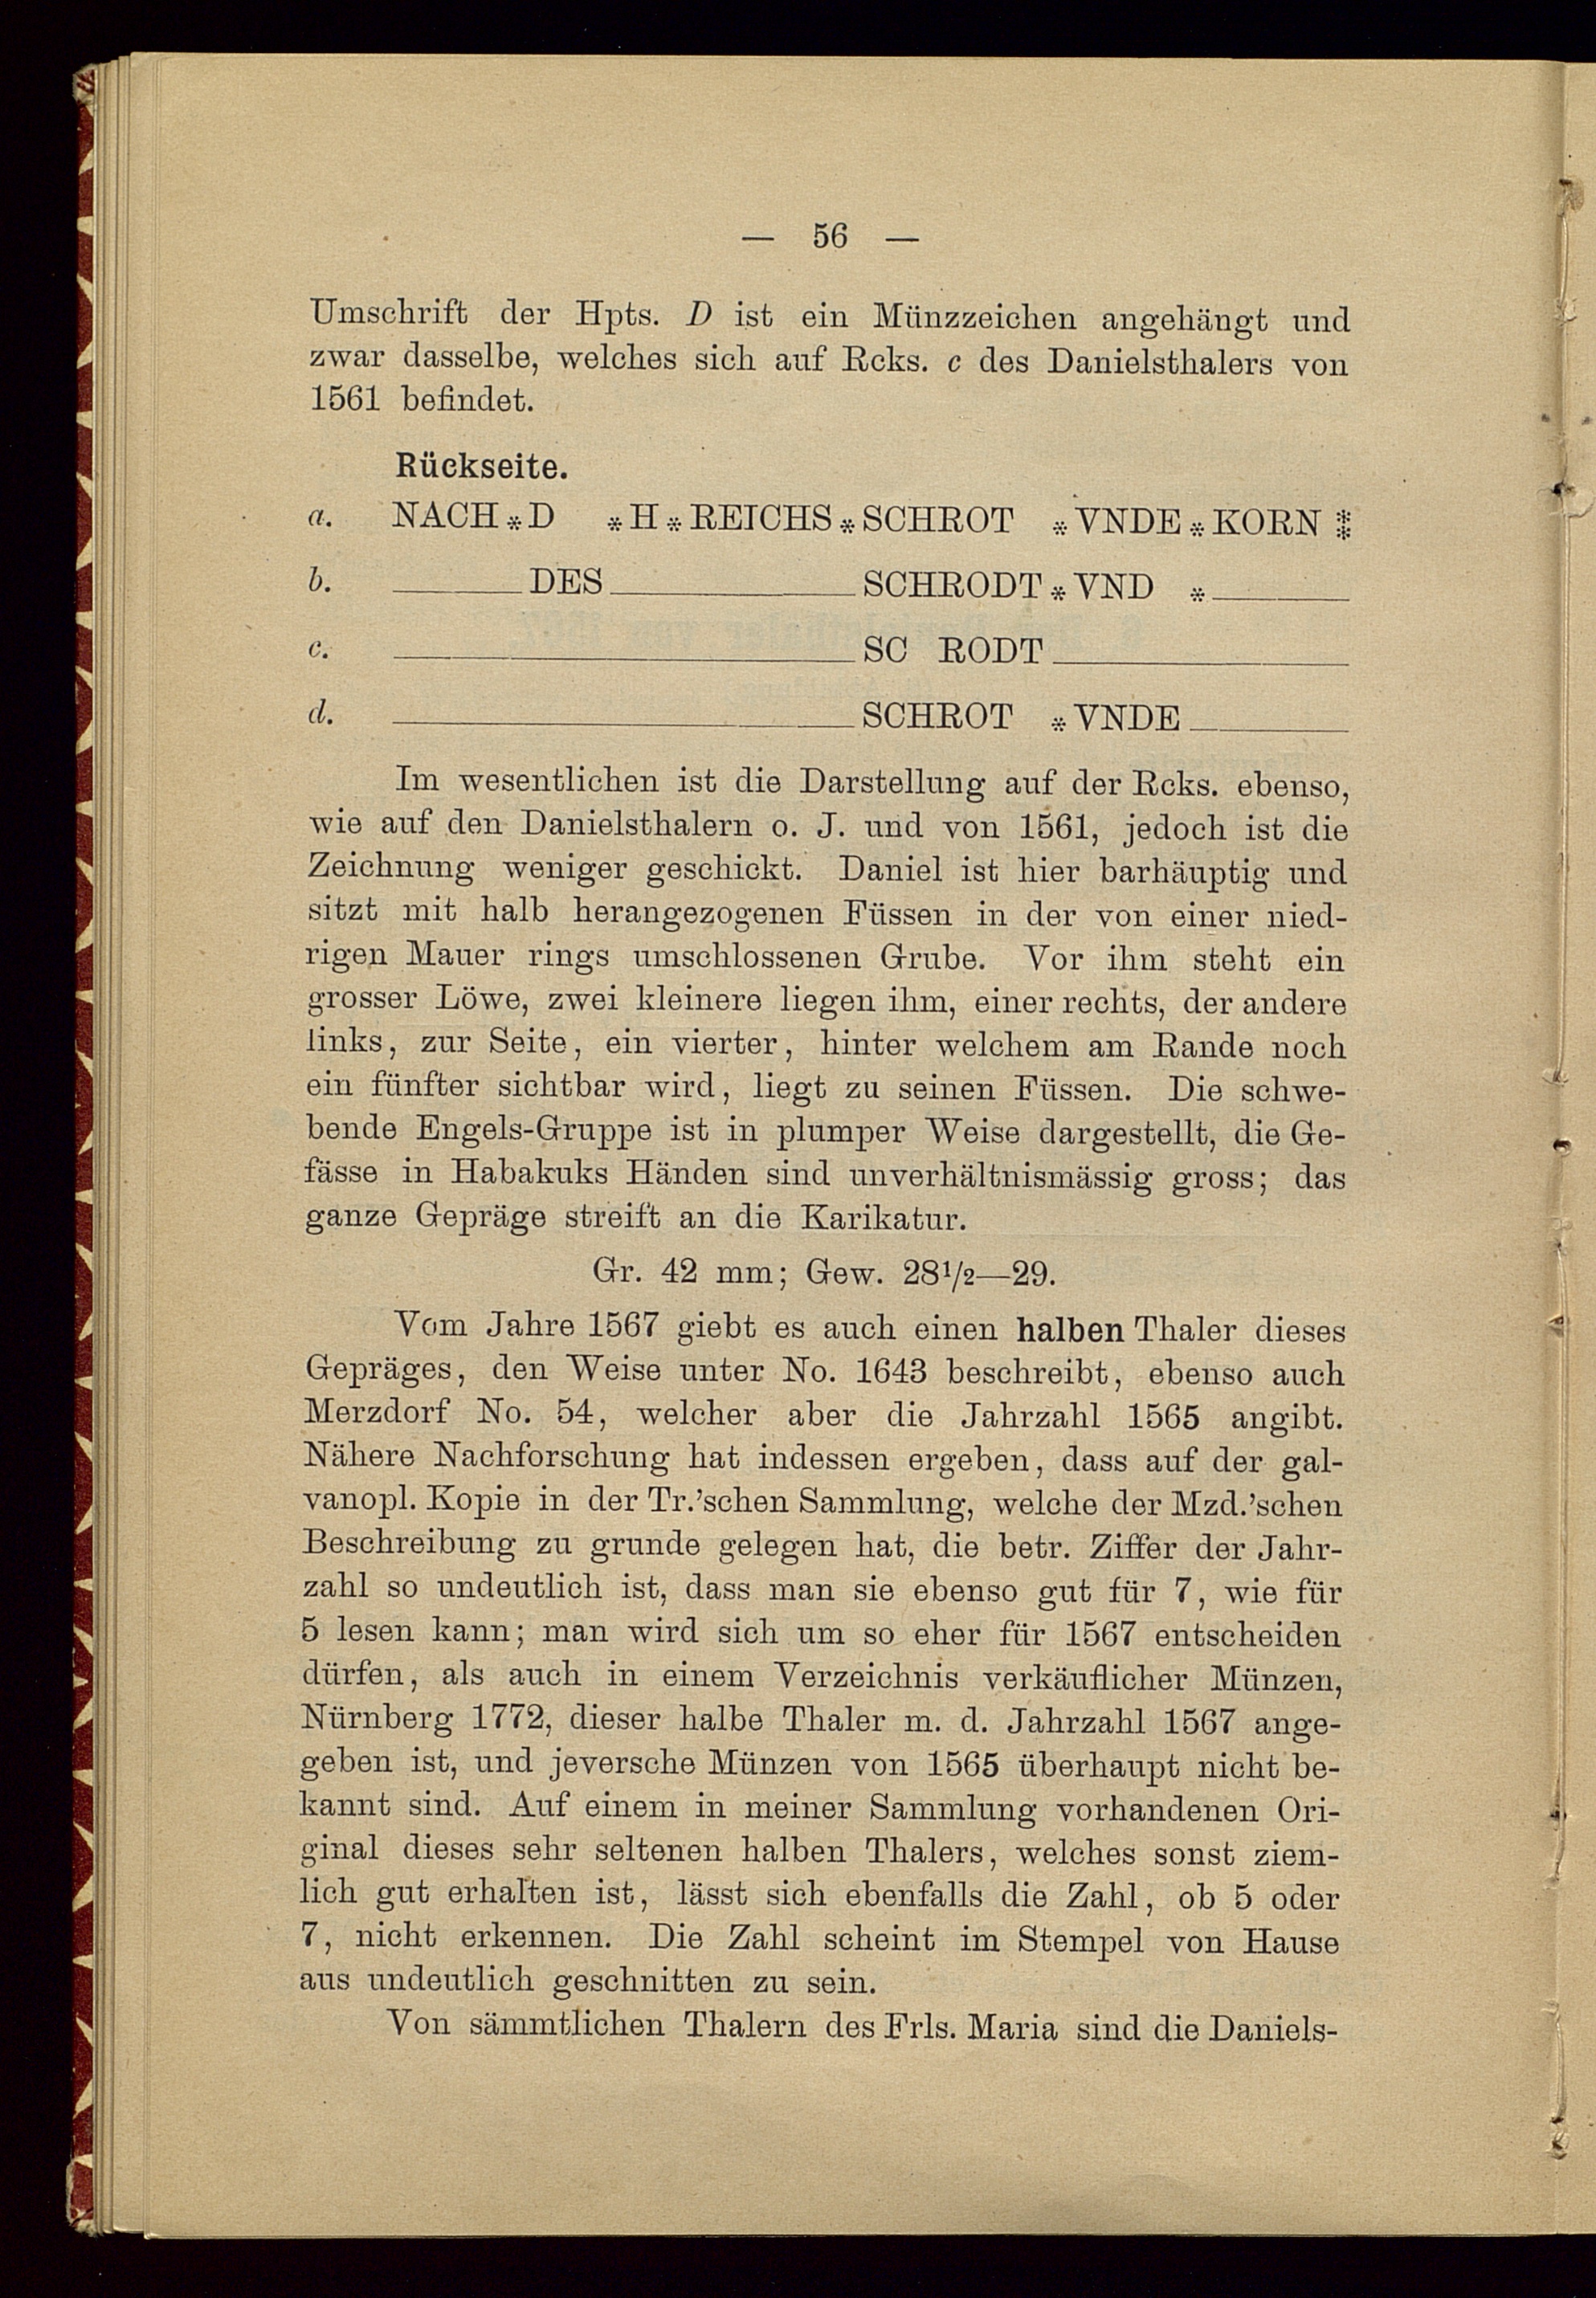 — 56 —
Umschrift der Hpts. D ist ein Münzzeichen angehängt und
zwar dasselbe, welches sich auf Rcks. c des Danielsthalers von
1561 befindet.
Rückseite.
a. NACH * D * H * REICHS * SCHROT * VNDE * KORN ⁑
b. ______ DES ______ SCHRODT * VND * ______
c. ______ SC RODT ______
d. ______ SCHROT * VNDE ______
Im wesentlichen ist die Darstellung auf der Rcks. ebenso,
wie auf den Danielsthalern o. J. und von 1561, jedoch ist die
Zeichnung weniger geschickt. Daniel ist hier barhäuptig und
sitzt mit halb herangezogenen Füssen in der von einer nied-
rigen Mauer rings umschlossenen Grube. Vor ihm steht ein
grosser Löwe, zwei kleinere liegen ihm, einer rechts, der andere
links, zur Seite, ein vierter, hinter welchem am Rande noch
ein fünfter sichtbar wird, liegt zu seinen Füssen. Die schwe-
bende Engels-Gruppe ist in plumper Weise dargestellt, die Ge-
fässe in Habakuks Händen sind unverhältnismässig gross; das
ganze Gepräge streift an die Karikatur.
Gr. 42 mm; Gew. 28½—29.
Vom Jahre 1567 giebt es auch einen halben Thaler dieses
Gepräges, den Weise unter No. 1643 beschreibt, ebenso auch
Merzdorf No. 54, welcher aber die Jahrzahl 1565 angibt.
Nähere Nachforschung hat indessen ergeben, dass auf der gal-
vanopl. Kopie in der Tr.'schen Sammlung, welche der Mzd.'schen
Beschreibung zu grunde gelegen hat, die betr. Ziffer der Jahr-
zahl so undeutlich ist, dass man sie ebenso gut für 7, wie für
5 lesen kann; man wird sich um so eher für 1567 entscheiden
dürfen, als auch in einem Verzeichnis verkäuflicher Münzen,
Nürnberg 1772, dieser halbe Thaler m. d. Jahrzahl 1567 ange-
geben ist, und jeversche Münzen von 1565 überhaupt nicht be-
kannt sind. Auf einem in meiner Sammlung vorhandenen Ori-
ginal dieses sehr seltenen halben Thalers, welches sonst ziem-
lich gut erhalten ist, lässt sich ebenfalls die Zahl, ob 5 oder
7, nicht erkennen. Die Zahl scheint im Stempel von Hause
aus undeutlich geschnitten zu sein.
Von sämmtlichen Thalern des Frls. Maria sind die Daniels-